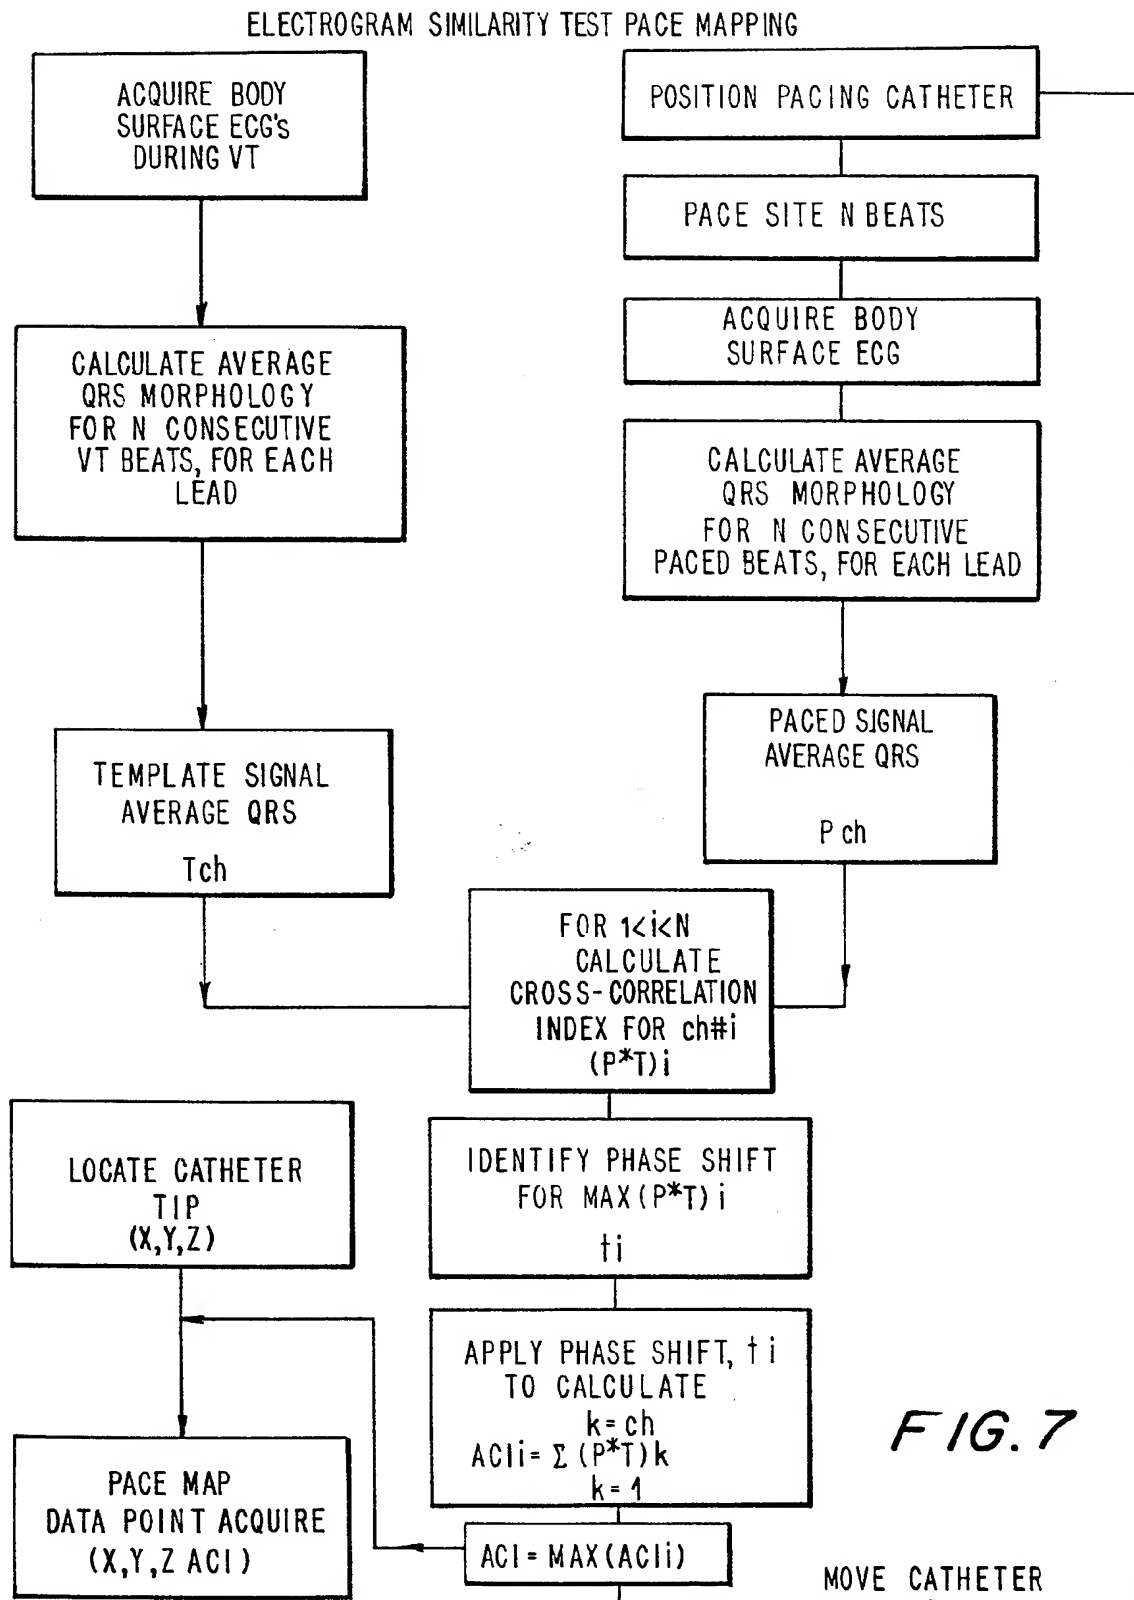 ELECTROGRAM SIMILARITY TEST PACE MAPPING
ACQUIRE BODY
SURFACE ECG's
DURING VT
CALCULATE AVERAGE
QRS MORPHOLOGY
FOR N CONSECUTIVE
VT BEATS, FOR EACH
LEAD
TEMPLATE SIGNAL
AVERAGE QRS
Tch
POSITION PACING CATHETER
PACE SITE N BEATS
ACQUIRE BODY
SURFACE ECG
CALCULATE AVERAGE
QRS MORPHOLOGY
FOR N CONSECUTIVE
PACED BEATS, FOR EACH LEAD
PACED SIGNAL
AVERAGE QRS
Pch
FOR 1<i<N
CALCULATE
CROSS-CORRELATION
INDEX FOR ch#i
(P*T)i
IDENTIFY PHASE SHIFT
FOR MAX(P*T)i
ti
APPLY PHASE SHIFT, ti
TO CALCULATE
k=ch
ACIi= Σ (P*T)k
k=1
ACI=MAX(ACIi)
LOCATE CATHETER
TIP
(X,Y,Z)
PACE MAP
DATA POINT ACQUIRE
(X,Y,Z ACI)
FIG. 7
MOVE CATHETER